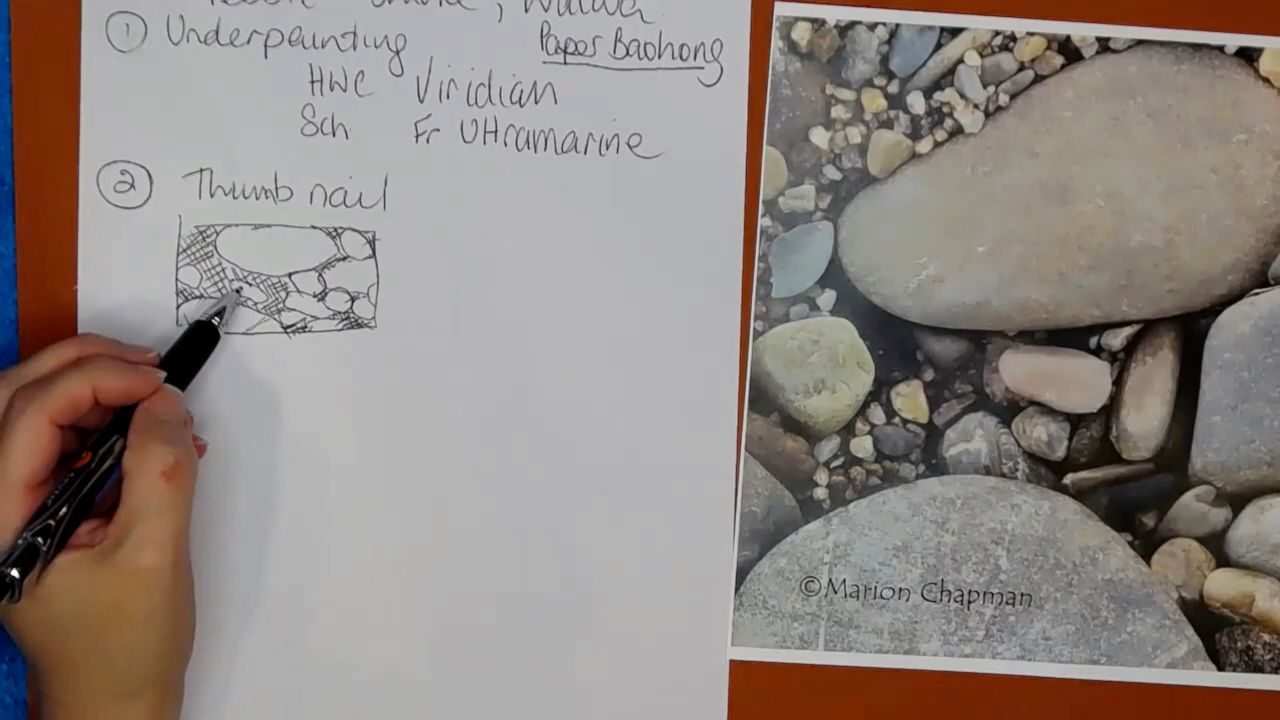 ① Underpainting
Paper Baohong
HWC Viridian
Sch Fr Ultramarine
② Thumb nail
©Marion Chapman